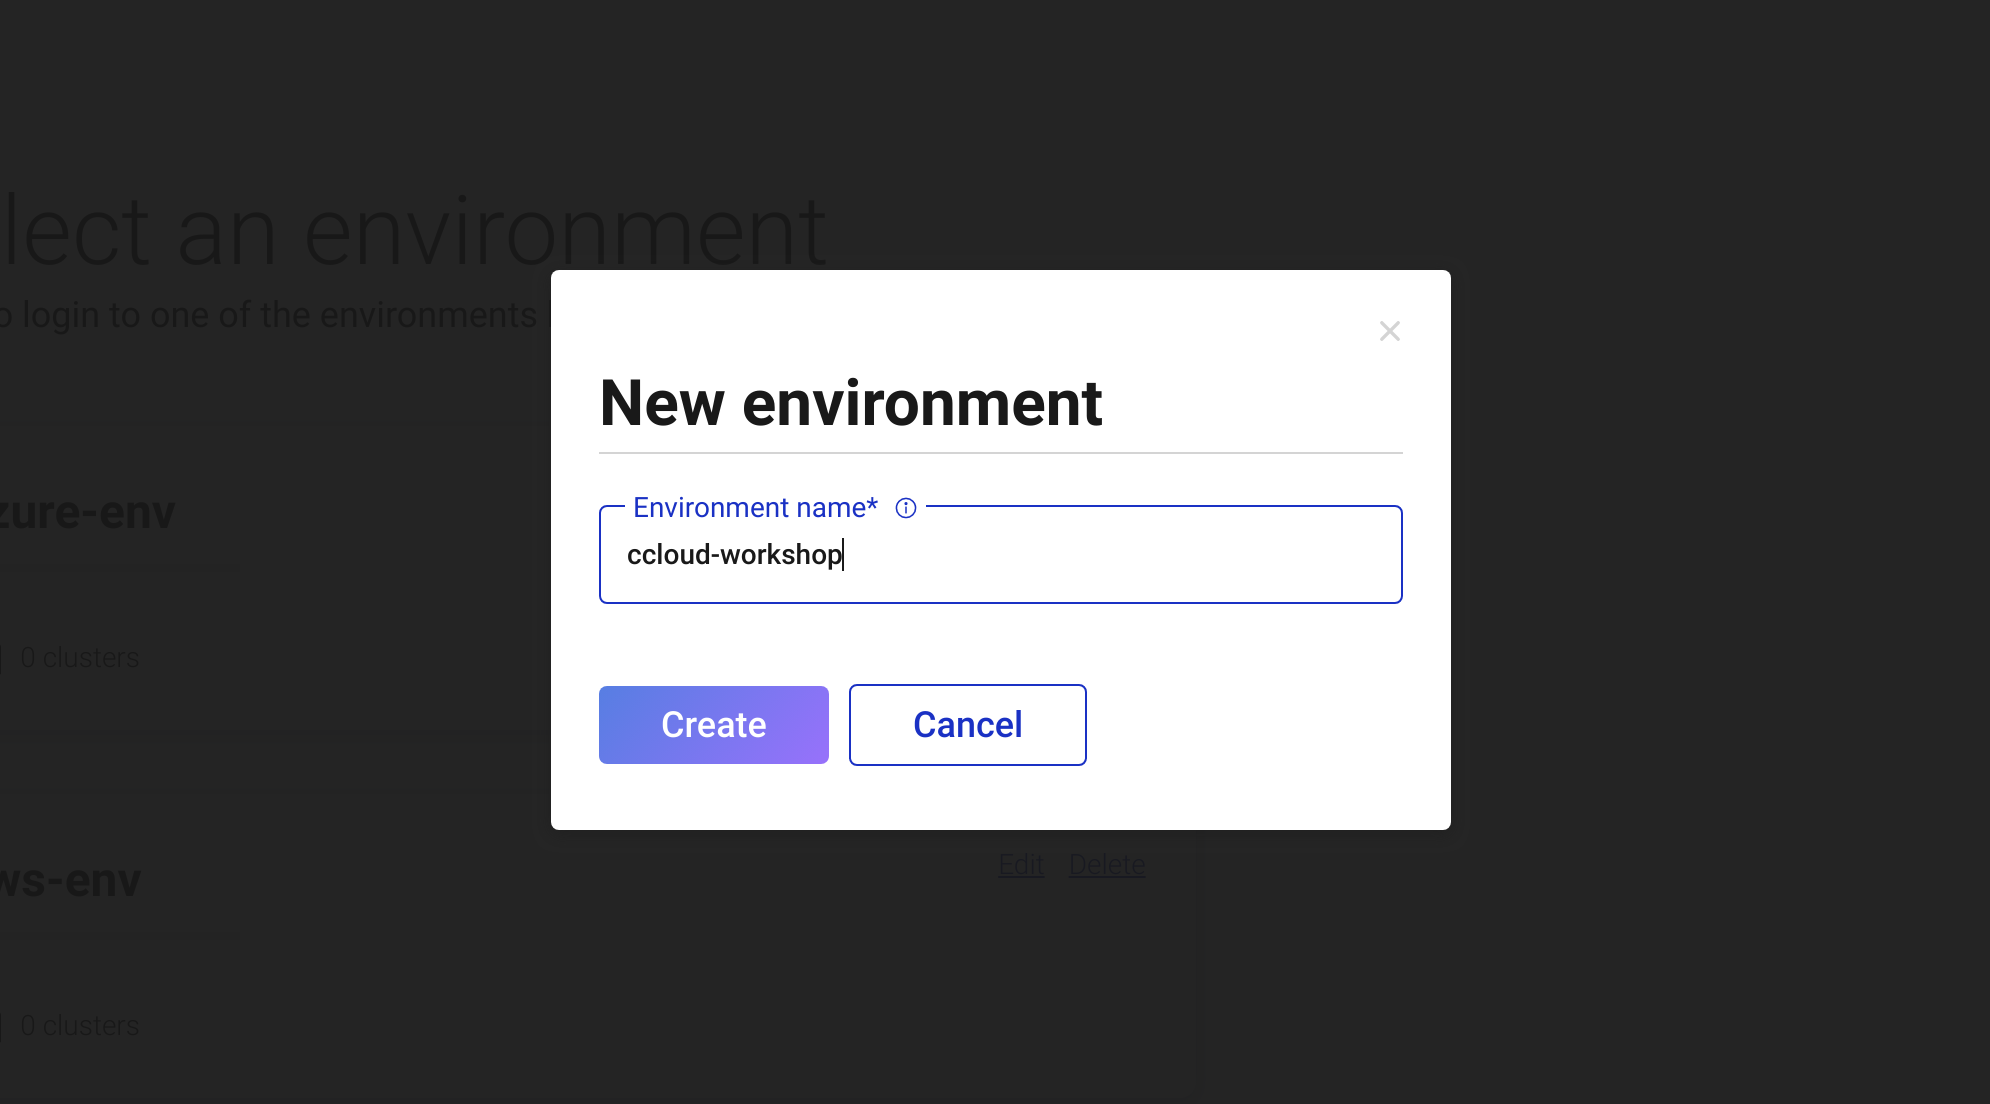 lect an environment
o login to one of the environments
New environment
Environment name*
ccloud-workshop
Create
Cancel
zure-env
0 clusters
Edit Delete
ws-env
0 clusters